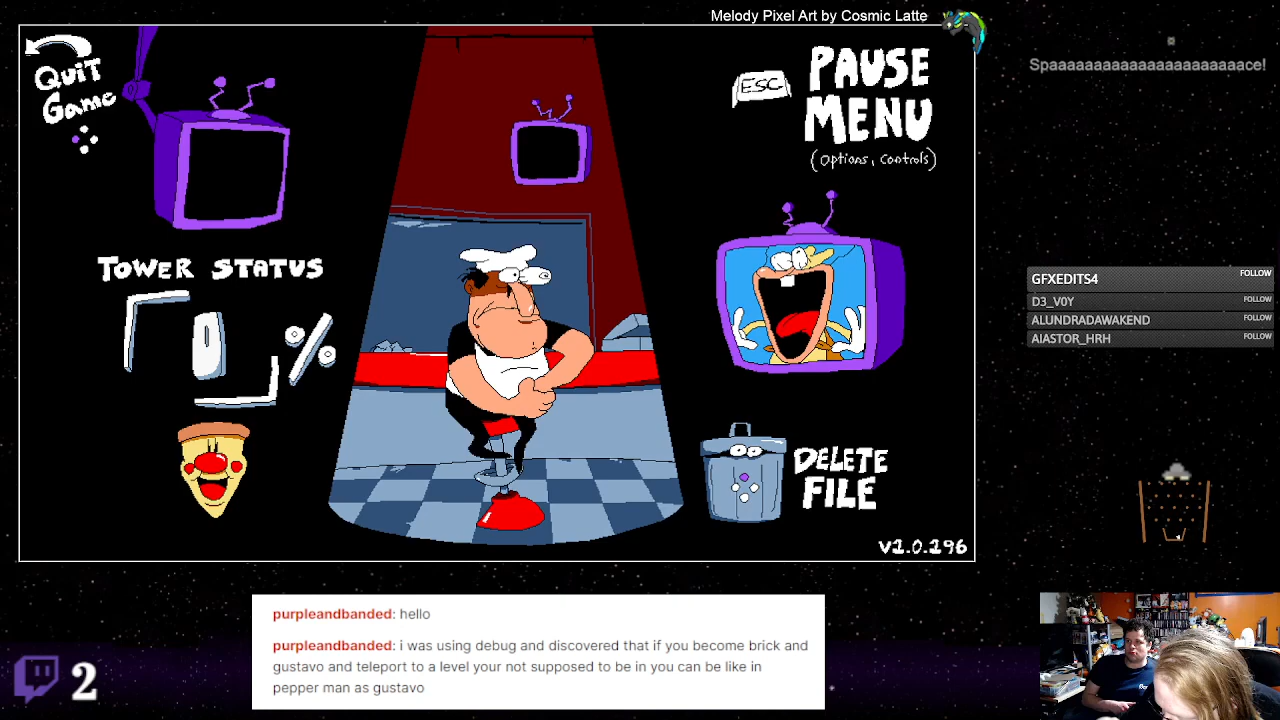 Melody Pixel Art by Cosmic Latte
QUIT
Game
ESC
PAUSE
MENU
(Options, Controls)
Spaaaaaaaaaaaaaaaaaaaaace!
TOWER STATUS
0%
GFXEDITS4 FOLLOW
D3_V0Y FOLLOW
ALUNDRADAWAKEND FOLLOW
AIASTOR_HRH FOLLOW
DELETE
FILE
V1.0.196
purpleandbanded: hello
purpleandbanded: i was using debug and discovered that if you become brick and
gustavo and teleport to a level your not supposed to be in you can be like in
pepper man as gustavo
2